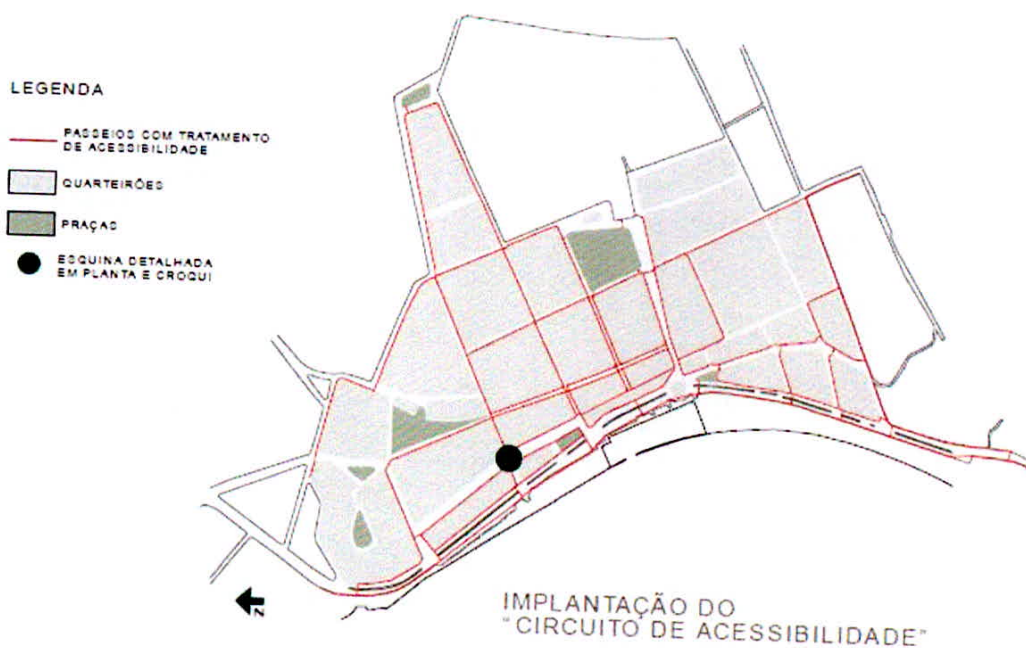 LEGENDA
PASSEIOS COM TRATAMENTO
DE ACESSIBILIDADE
QUARTEIRÕES
PRAÇAS
ESQUINA DETALHADA
EM PLANTA E CROQUI
N
IMPLANTAÇÃO DO
"CIRCUITO DE ACESSIBILIDADE"